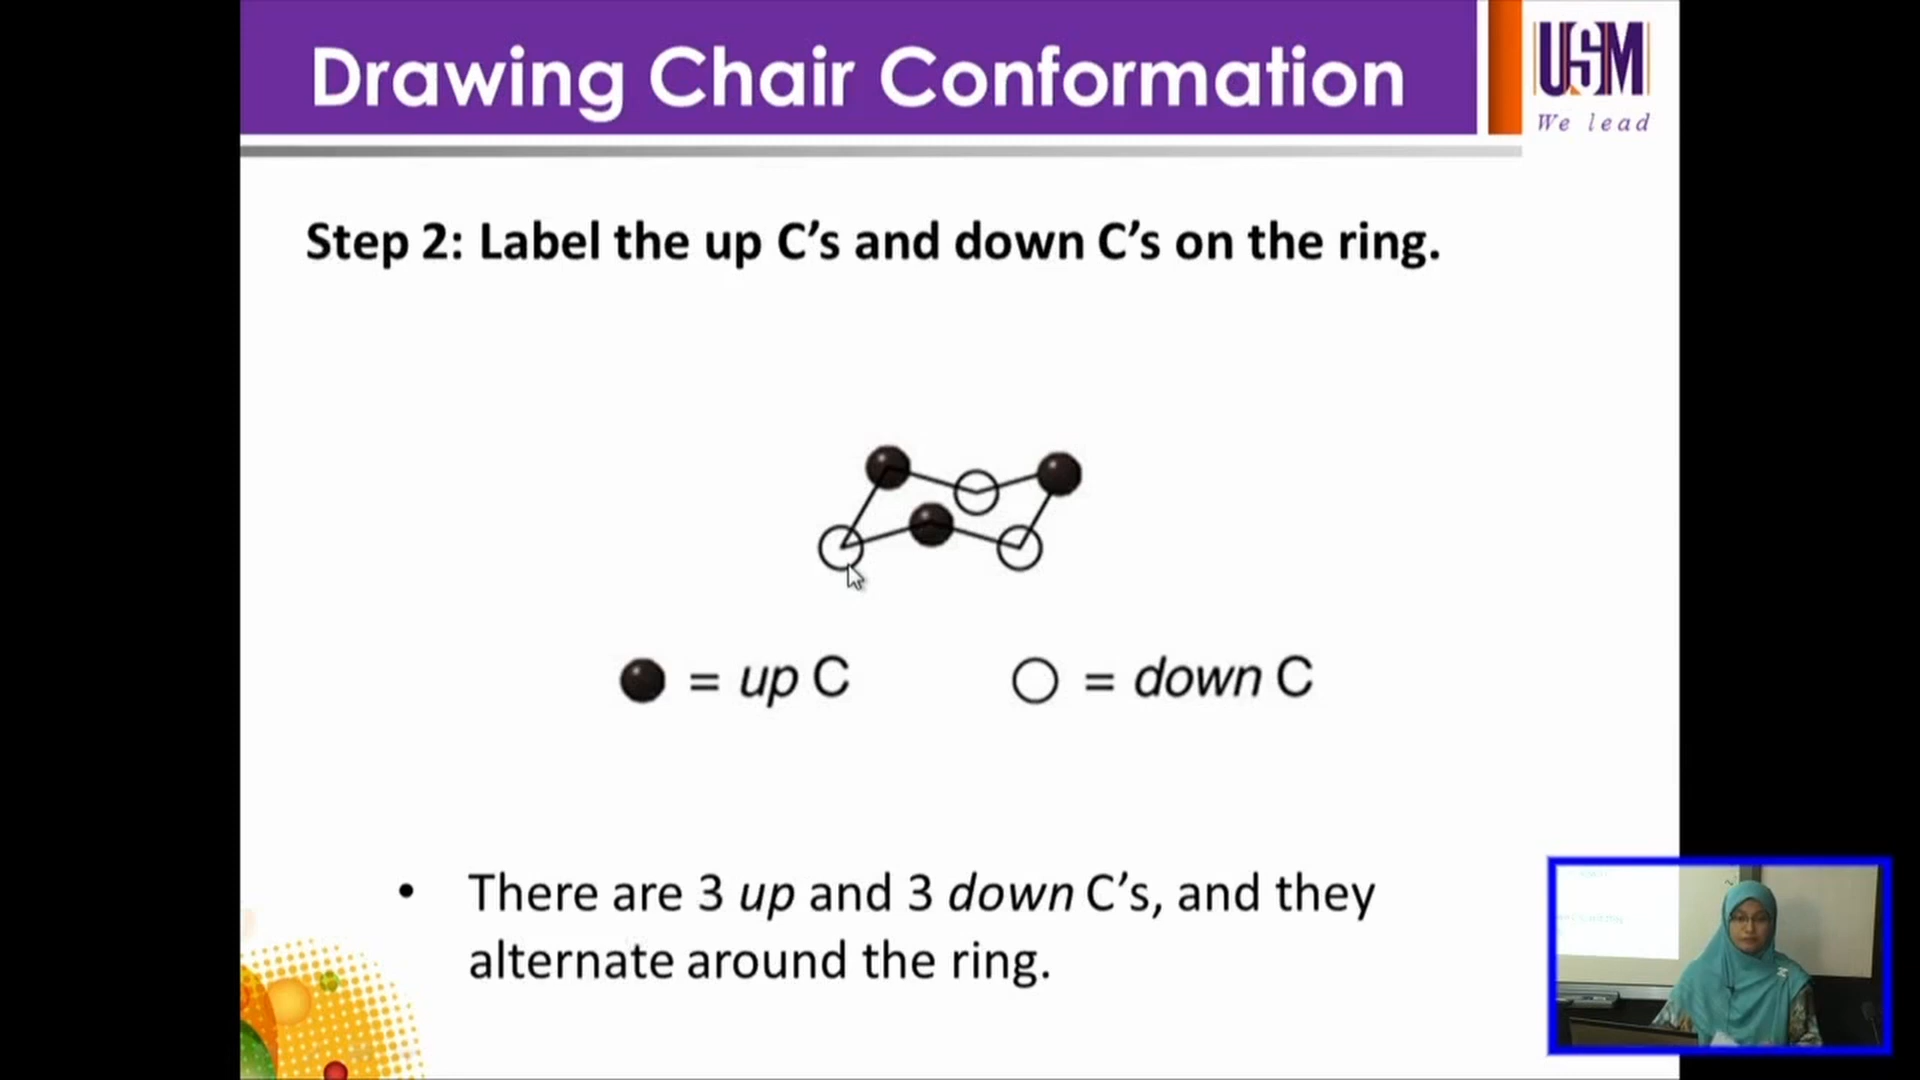 Drawing Chair Conformation
USM
We lead
Step 2: Label the up C’s and down C’s on the ring.
= up C
= down C
• There are 3 up and 3 down C’s, and they
alternate around the ring.